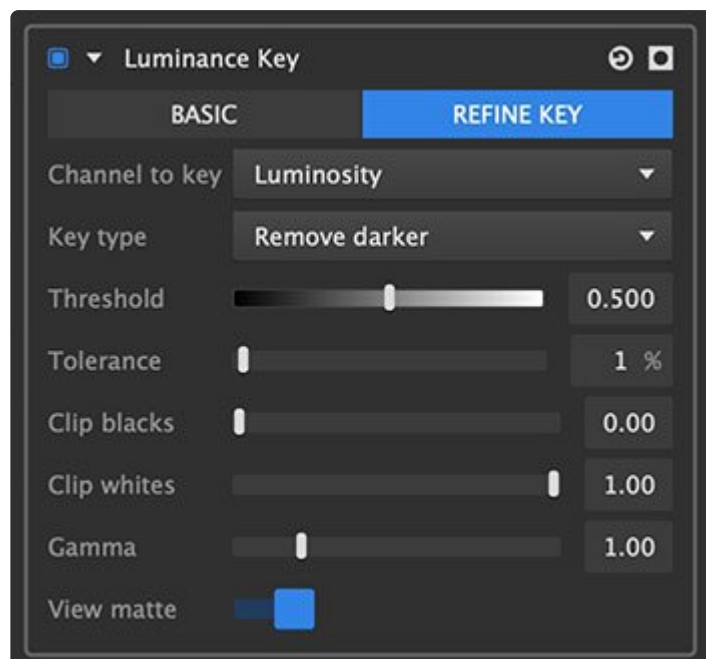 Luminance Key
BASIC REFINE KEY
Channel to key Luminosity
Key type Remove darker
Threshold 0.500
Tolerance 1 %
Clip blacks 0.00
Clip whites 1.00
Gamma 1.00
View matte